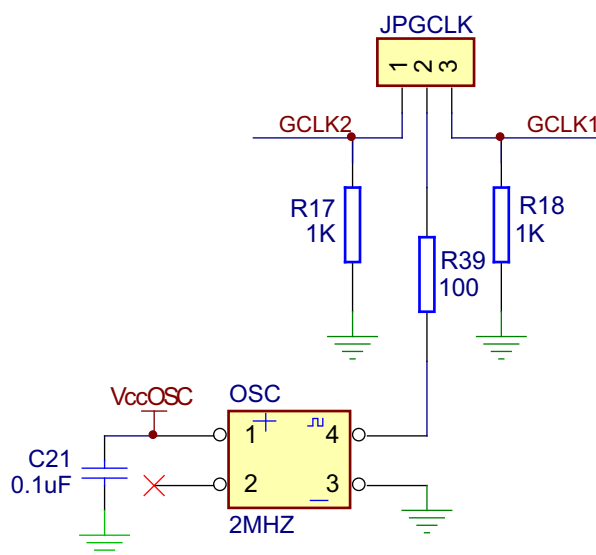 JPGCLK
1 2 3
GCLK2
GCLK1
R17
1K
R18
1K
R39
100
VccOSC
OSC
1
4
C21
0.1uF
2
3
2MHZ